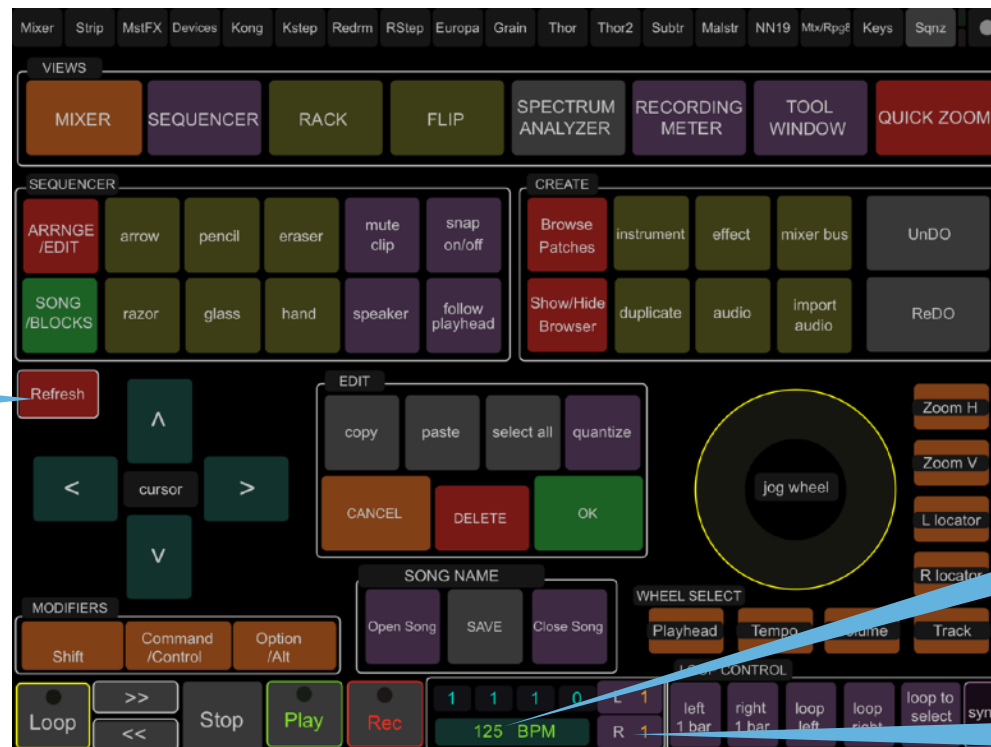 Mixer Strip MstFX Devices Kong Kstep Redrm RStep Europa Grain Thor Thor2 Subtr Malstr NN19 Mtx/Rpg8 Keys Sqnz
VIEWS
MIXER SEQUENCER RACK FLIP SPECTRUM ANALYZER RECORDING METER TOOL WINDOW QUICK ZOOM
SEQUENCER
ARRNGE
/EDIT
arrow
pencil
eraser
mute
clip
snap
on/off
SONG
/BLOCKS
razor
glass
hand
speaker
follow
playhead
CREATE
Browse
Patches
instrument
effect
mixer bus
UnDO
Show/Hide
Browser
duplicate
audio
import
audio
ReDO
Refresh
^
<
cursor
>
V
EDIT
copy
paste
select all
quantize
CANCEL
DELETE
OK
jog wheel
Zoom H
Zoom V
L locator
R locator
WHEEL SELECT
Playhead
Tempo
Track
SONG NAME
Open Song
SAVE
Close Song
MODIFIERS
Shift
Command
/Control
Option
/Alt
Loop
>>
<<
Stop
Play
Rec
1 1 1 0
125 BPM
L 1
R 1
CONTROL
left
1 bar
right
1 bar
loop
left
loop
right
loop to
select